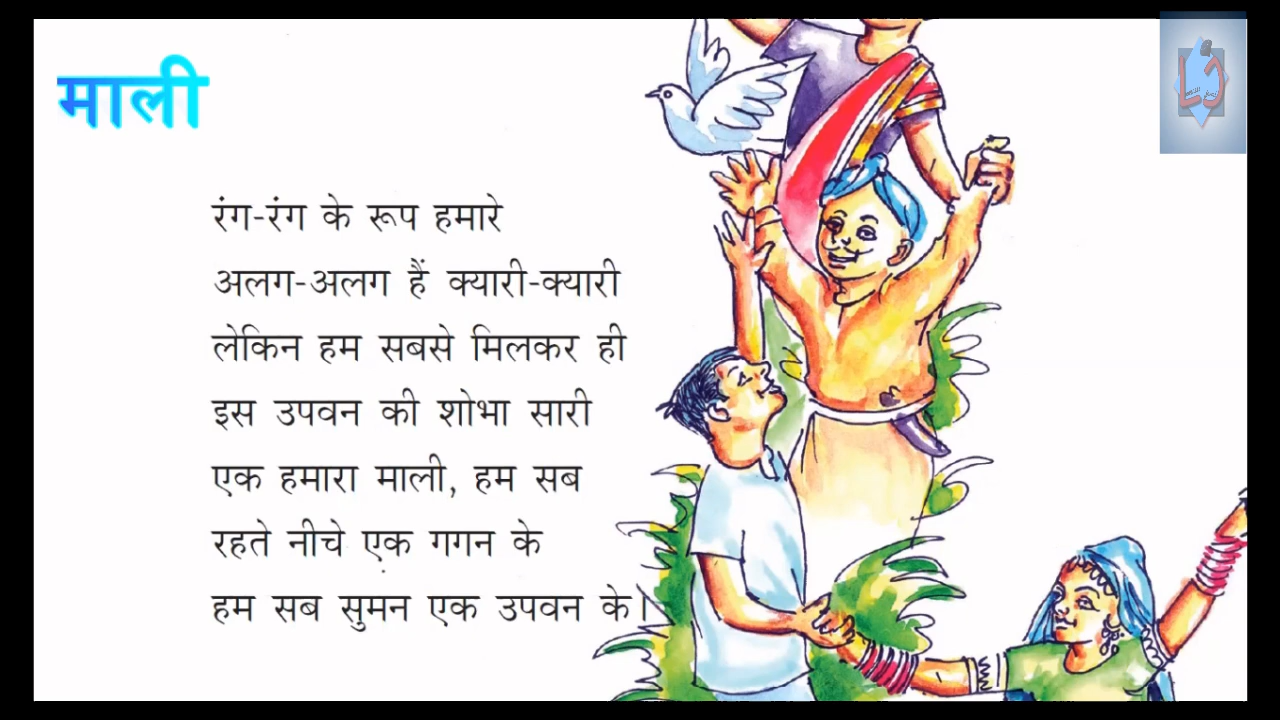 माली
रंग-रंग के रूप हमारे
अलग-अलग हैं क्यारी-क्यारी
लेकिन हम सबसे मिलकर ही
इस उपवन की शोभा सारी
एक हमारा माली, हम सब
रहते नीचे एक गगन के
हम सब सुमन एक उपवन के।